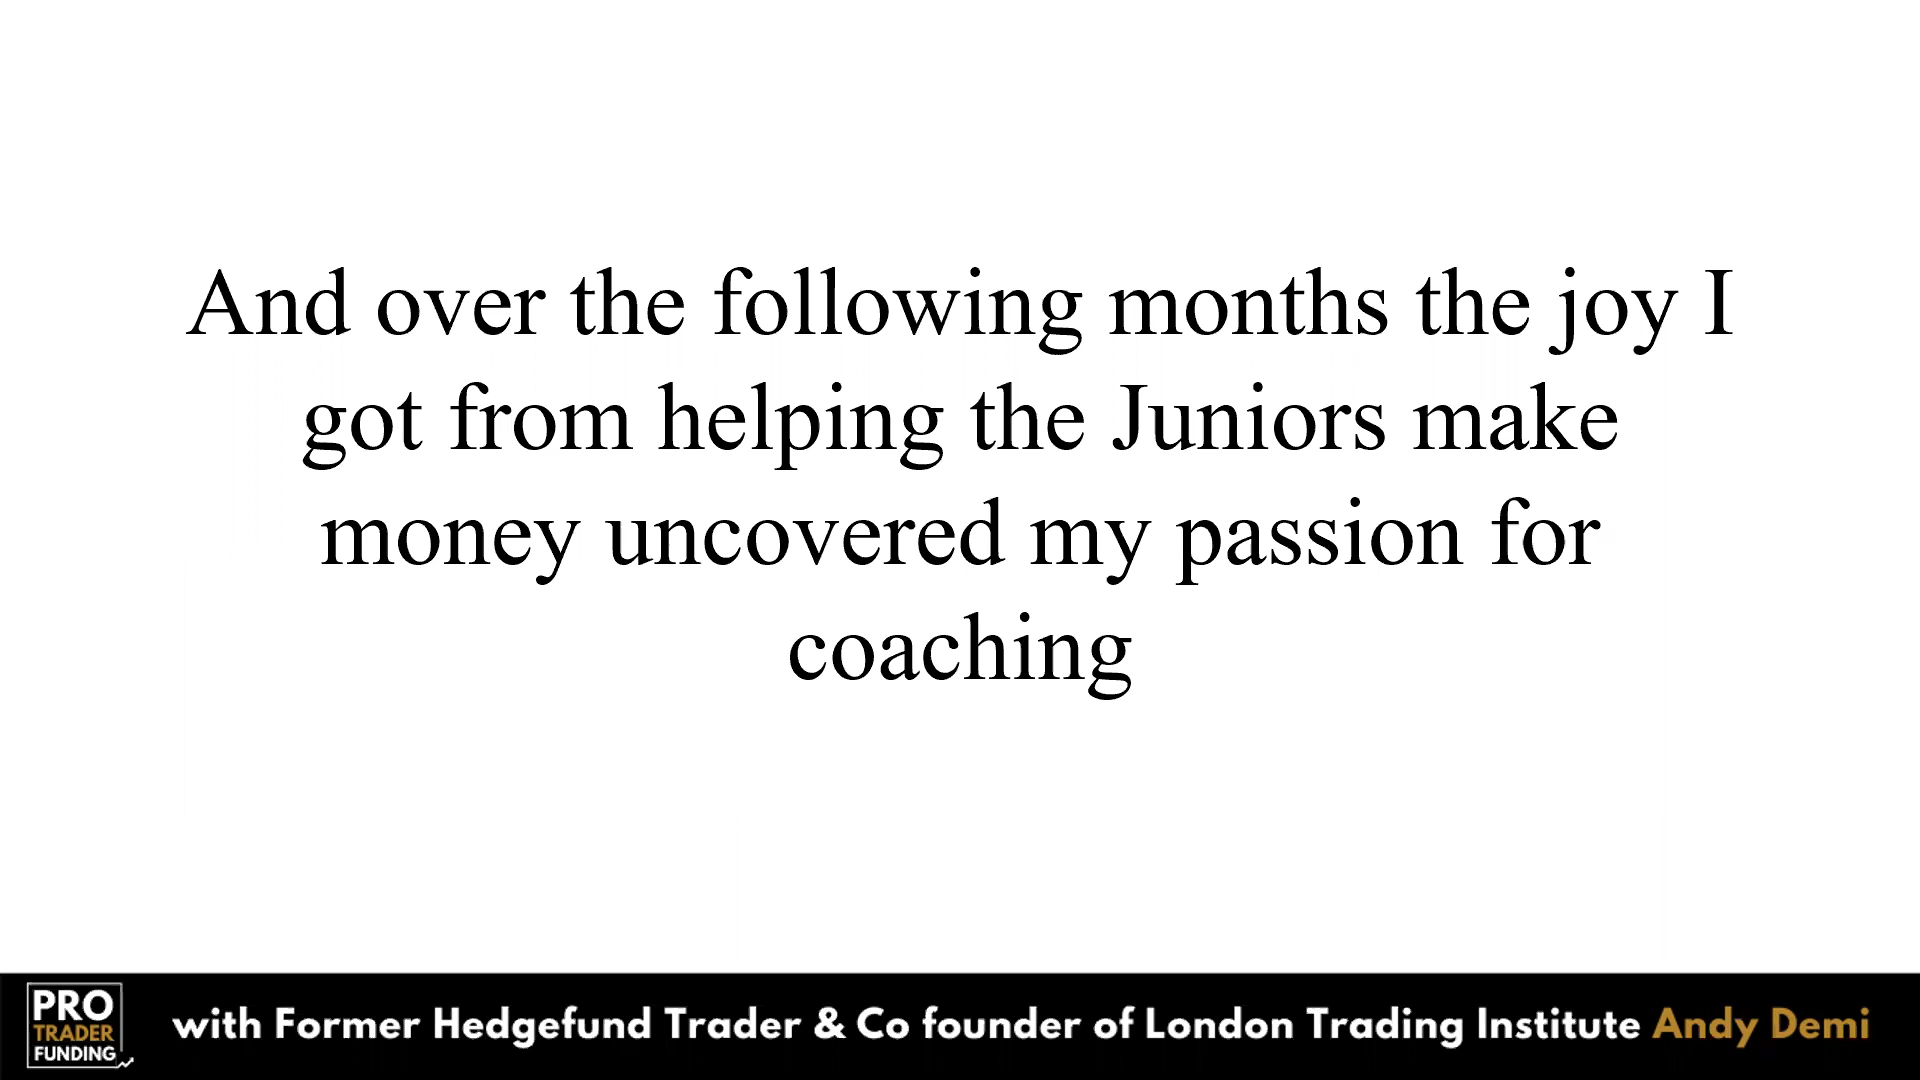 And over the following months the joy I
got from helping the Juniors make
money uncovered my passion for
coaching
PRO
TRADER
FUNDING
with Former Hedgefund Trader & Co founder of London Trading Institute Andy Demi